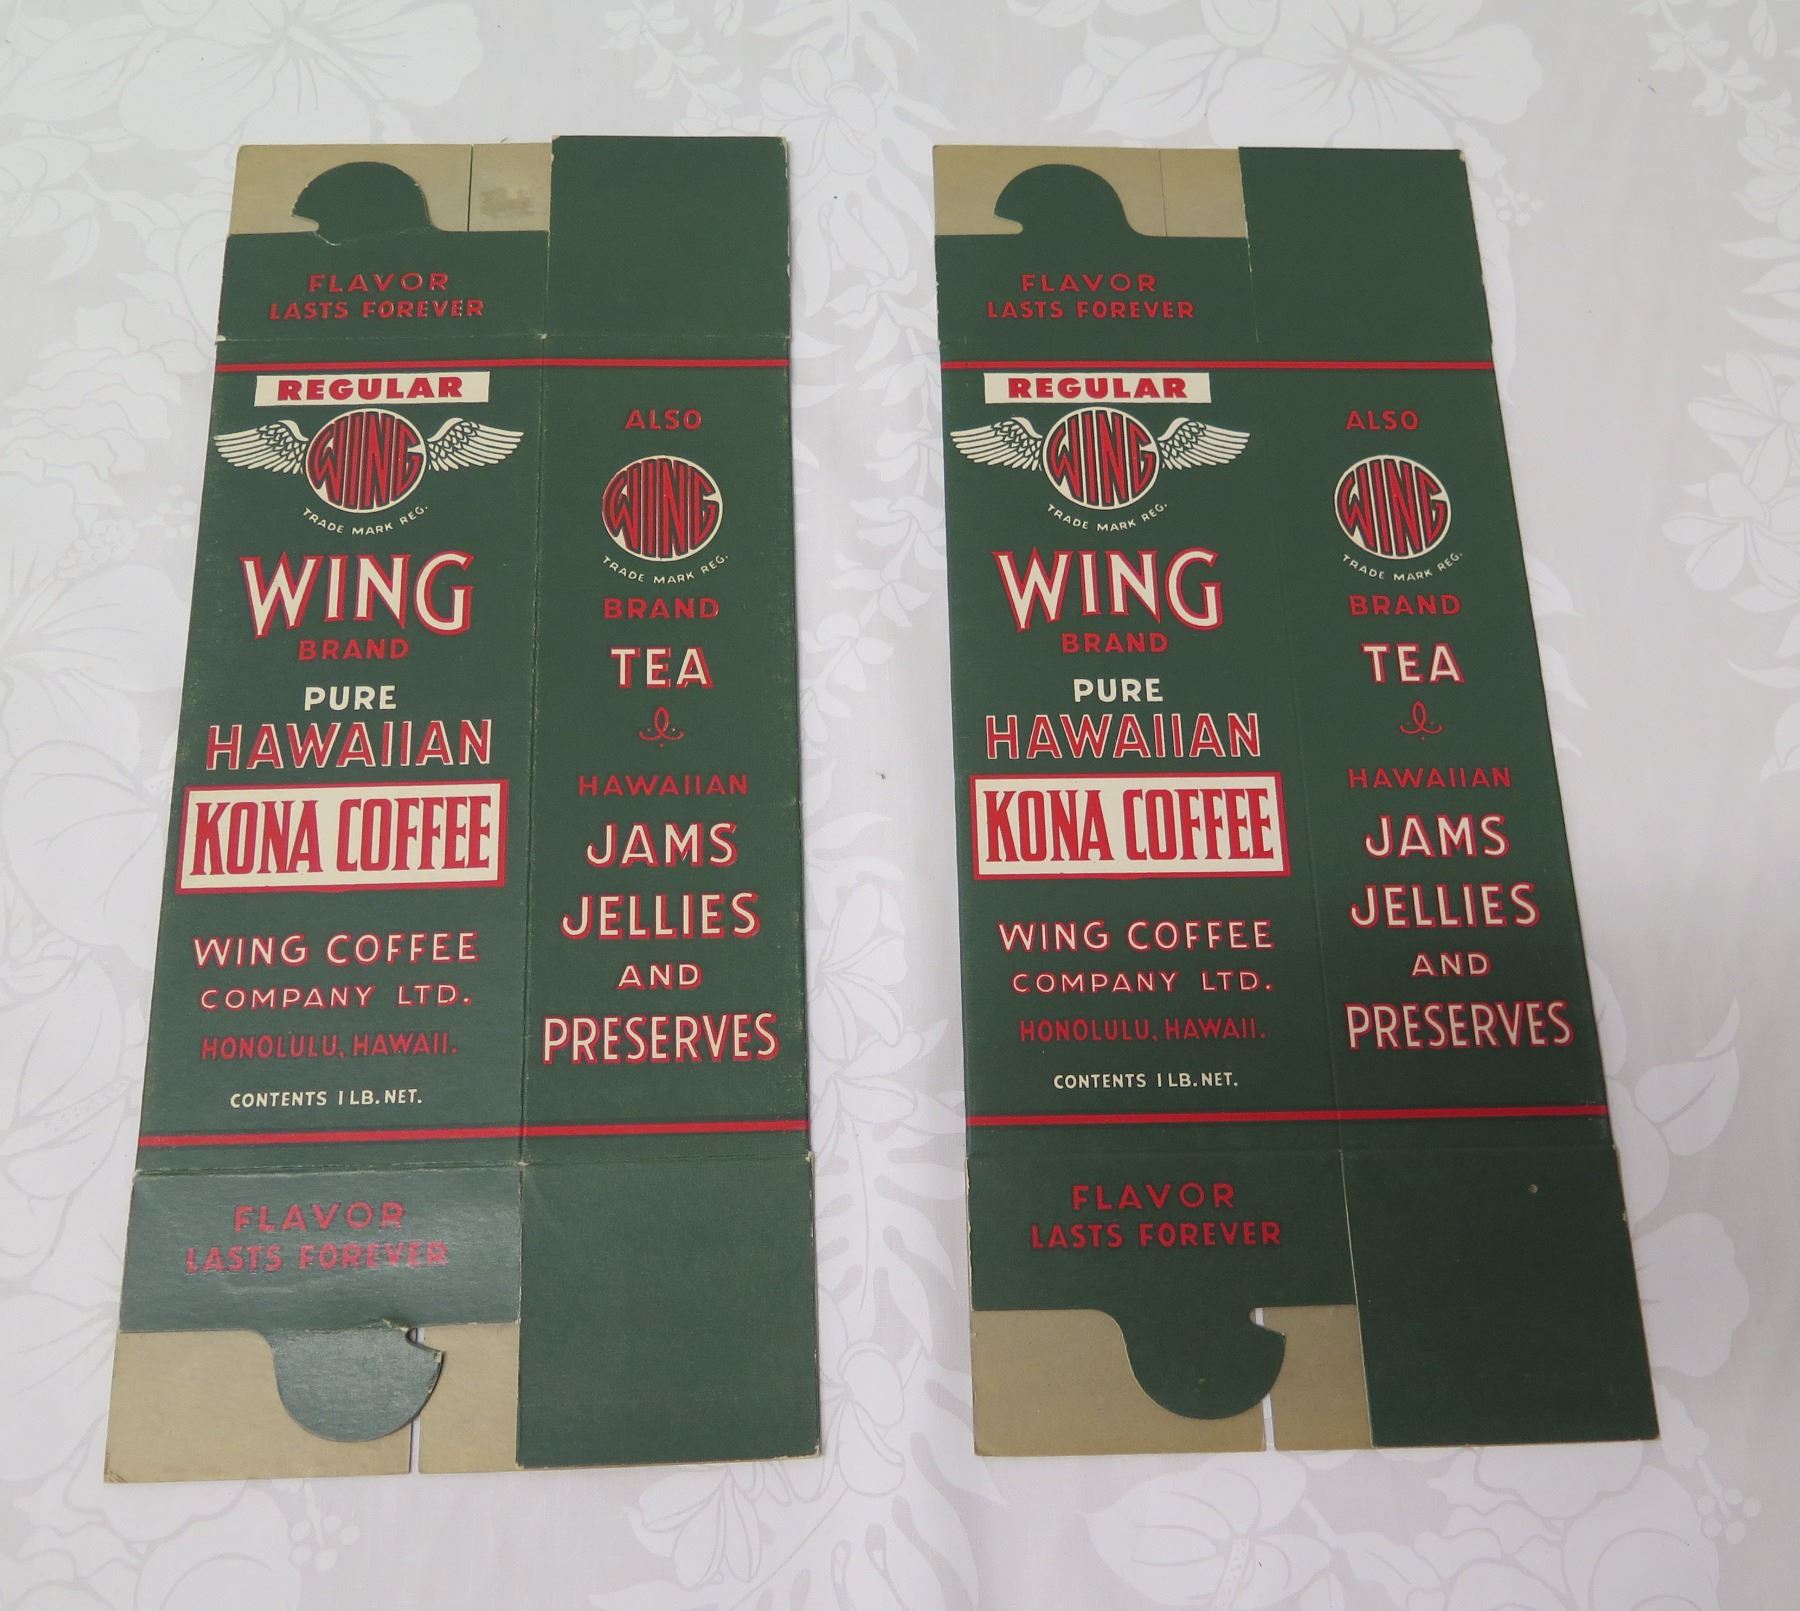 FLAVOR
LASTS FOREVER
REGULAR
WING
TRADE MARK REG.
WING
BRAND
PURE
HAWAIIAN
KONA COFFEE
WING COFFEE
COMPANY LTD.
HONOLULU, HAWAII.
CONTENTS 1 LB. NET.
FLAVOR
LASTS FOREVER
ALSO
WING
TRADE MARK REG.
BRAND
TEA
&
HAWAIIAN
JAMS
JELLIES
AND
PRESERVES
FLAVOR
LASTS FOREVER
REGULAR
WING
TRADE MARK REG.
WING
BRAND
PURE
HAWAIIAN
KONA COFFEE
WING COFFEE
COMPANY LTD.
HONOLULU, HAWAII.
CONTENTS 1 LB. NET.
FLAVOR
LASTS FOREVER
ALSO
WING
TRADE MARK REG.
BRAND
TEA
&
HAWAIIAN
JAMS
JELLIES
AND
PRESERVES